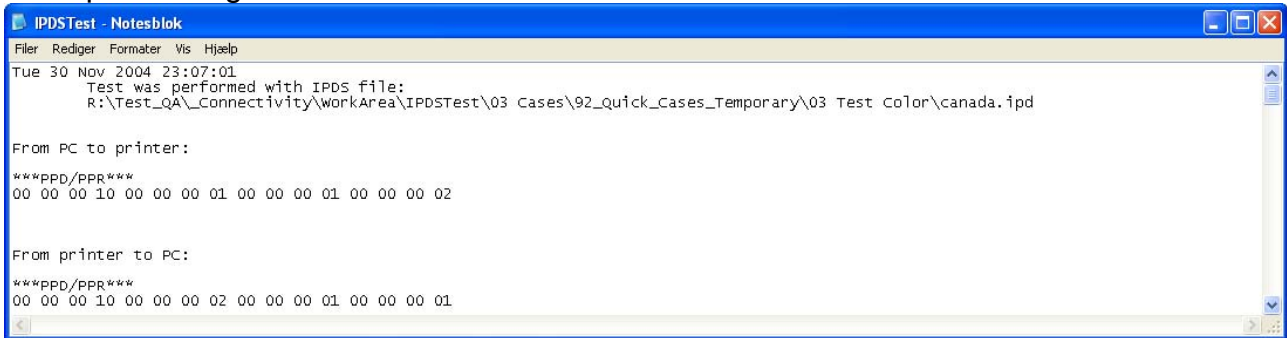 IPDSTest - Notesblok
Filer Rediger Formater Vis Hjælp
Tue 30 Nov 2004 23:07:01
Test was performed with IPDS file:
R:\Test_QA\_Connectivity\WorkArea\IPDSTest\03 Cases\92_Quick_Cases_Temporary\03 Test Color\canada.ipd
From PC to printer:
***PPD/PPR***
00 00 00 10 00 00 00 01 00 00 00 01 00 00 00 02
From printer to PC:
***PPD/PPR***
00 00 00 10 00 00 00 02 00 00 00 01 00 00 00 01